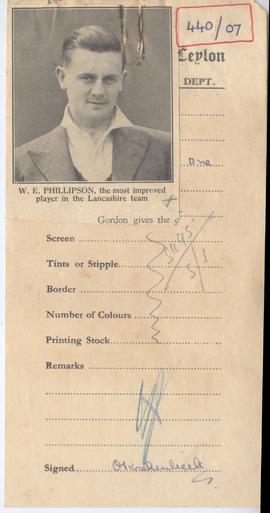 440/07
Ceylon
DEPT.
One
W. E. PHILLIPSON, the most improved
player in the Lancashire team
Gordon gives the
Screen
Tints or Stipple
Border
Number of Colours
Printing Stock
Remarks
Signed